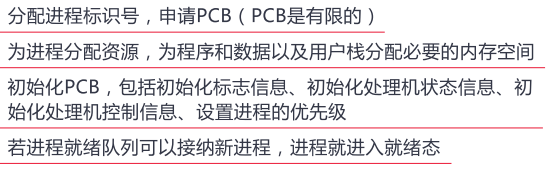 分配进程标识号，申请PCB（PCB是有限的）
为进程分配资源，为程序和数据以及用户栈分配必要的内存空间
初始化PCB，包括初始化标志信息、初始化处理机状态信息、初
始化处理机控制信息、设置进程的优先级
若进程就绪队列可以接纳新进程，进程就进入就绪态